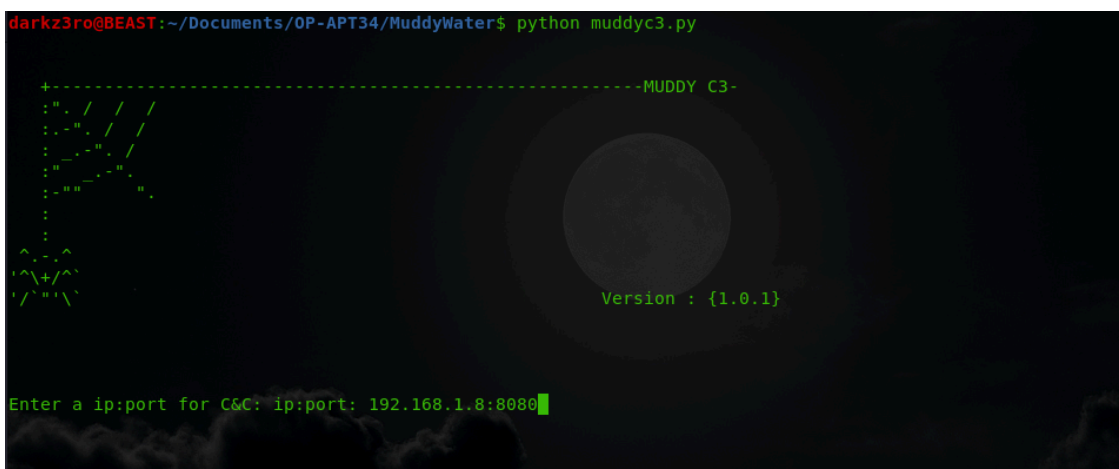 darkz3ro@BEAST:~/Documents/OP-APT34/MuddyWater$ python muddyc3.py
+--------------------------------------------------------MUDDY C3-
:". /  /  /
:.-". /  /
: _.-". /
:"  _.-".
:-""     ".
:
:
^.-.^
'^\+/^`
'/`"'\`
Version : {1.0.1}
Enter a ip:port for C&C: ip:port: 192.168.1.8:8080